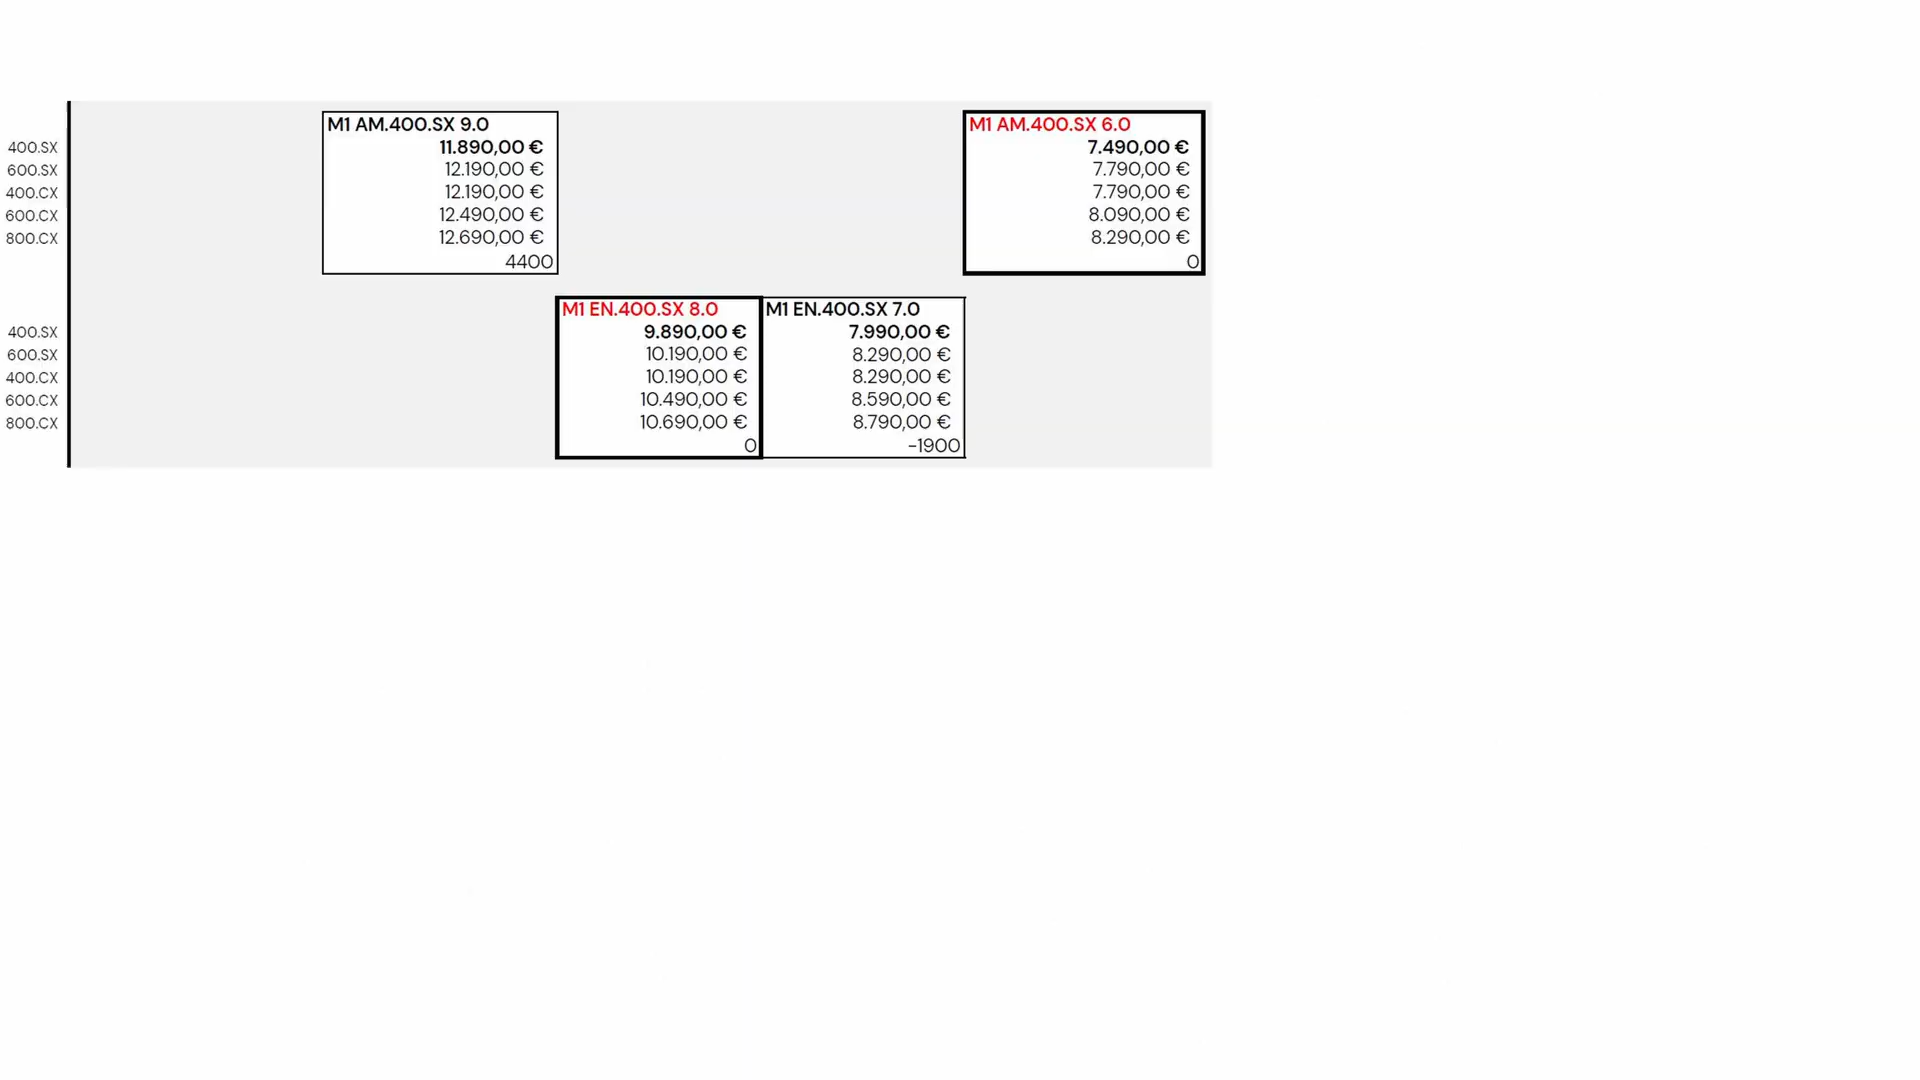 M1 AM.400.SX 9.0 M1 AM.400.SX 6.0
400.SX 11.890,00 € 7.490,00 €
600.SX 12.190,00 € 7.790,00 €
400.CX 12.190,00 € 7.790,00 €
600.CX 12.490,00 € 8.090,00 €
800.CX 12.690,00 € 8.290,00 €
4400 0
M1 EN.400.SX 8.0 M1 EN.400.SX 7.0
400.SX 9.890,00 € 7.990,00 €
600.SX 10.190,00 € 8.290,00 €
400.CX 10.190,00 € 8.290,00 €
600.CX 10.490,00 € 8.590,00 €
800.CX 10.690,00 € 8.790,00 €
0 -1900